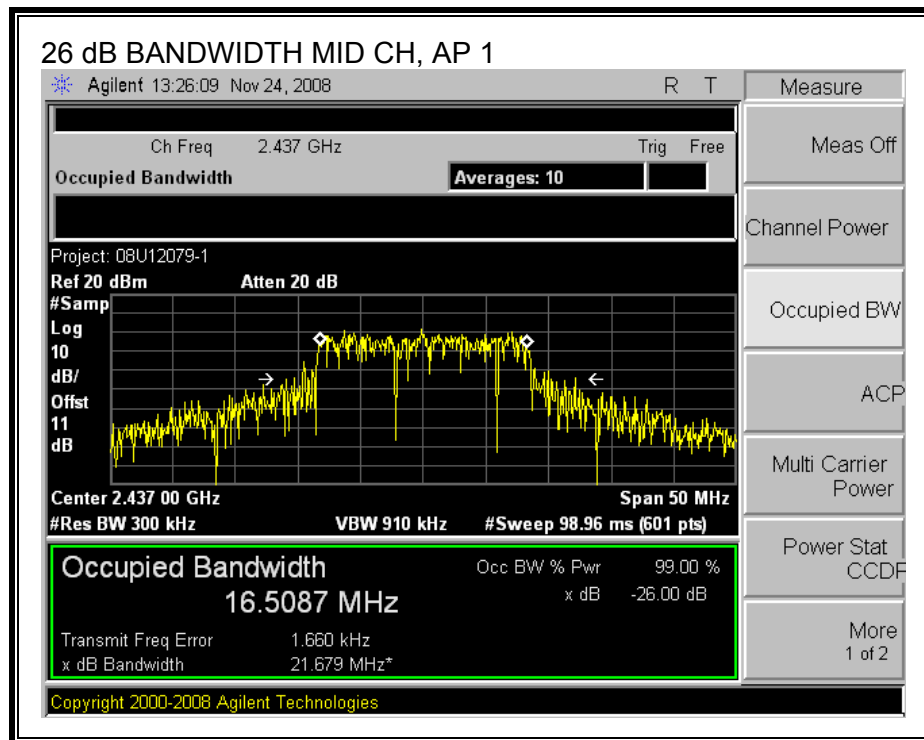 26 dB BANDWIDTH MID CH, AP 1
Agilent 13:26:09 Nov 24, 2008 R T
Measure
Ch Freq 2.437 GHz Trig Free
Occupied Bandwidth Averages: 10
Project: 08U12079-1
Ref 20 dBm Atten 20 dB
#Samp
Log
10
dB/
Offst
11
dB
Center 2.437 00 GHz Span 50 MHz
#Res BW 300 kHz VBW 910 kHz #Sweep 98.96 ms (601 pts)
Occupied Bandwidth Occ BW % Pwr 99.00 %
16.5087 MHz x dB -26.00 dB
Transmit Freq Error 1.660 kHz
x dB Bandwidth 21.679 MHz*
Copyright 2000-2008 Agilent Technologies
Meas Off
Channel Power
Occupied BW
ACP
Multi Carrier
Power
Power Stat
CCDF
More
1 of 2